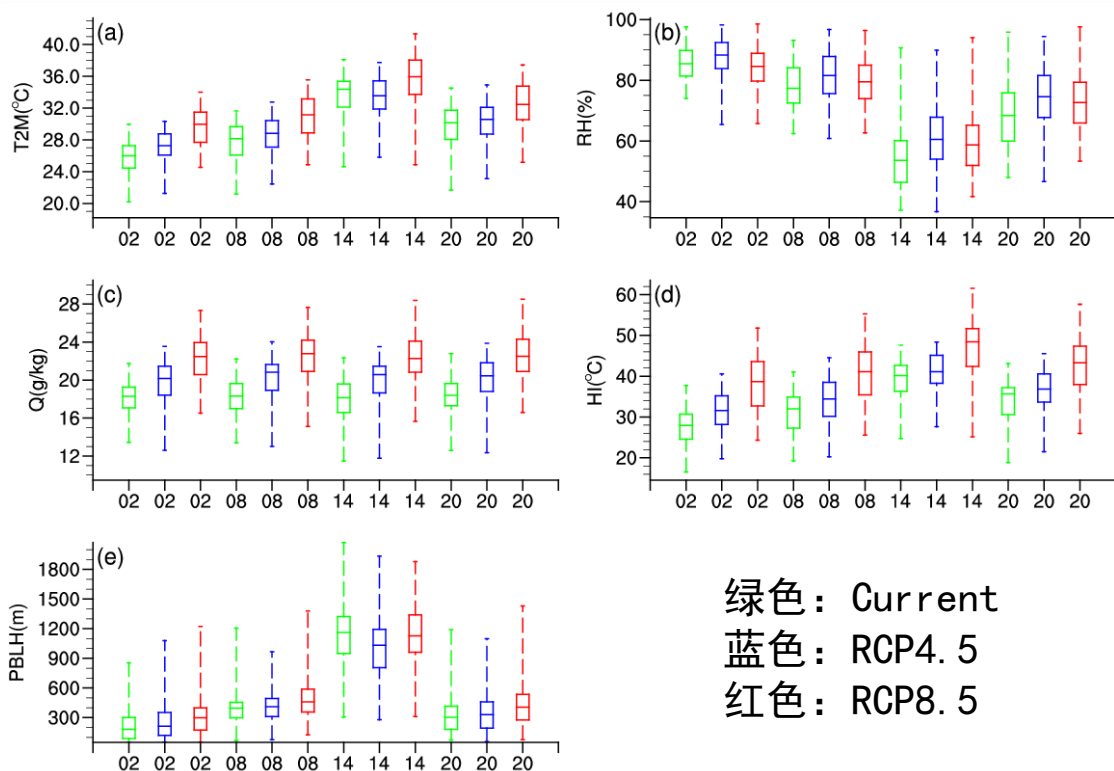 (a)
T2M(°C)
40.0
36.0
32.0
28.0
24.0
20.0
02 02 02 08 08 08 14 14 14 20 20 20
(b)
RH(%)
100
80
60
40
02 02 02 08 08 08 14 14 14 20 20 20
(c)
Q(g/kg)
28
24
20
16
12
02 02 02 08 08 08 14 14 14 20 20 20
(d)
HI(°C)
60
50
40
30
20
02 02 02 08 08 08 14 14 14 20 20 20
(e)
PBLH(m)
1800
1500
1200
900
600
300
02 02 02 08 08 08 14 14 14 20 20 20
绿色：Current
蓝色：RCP4.5
红色：RCP8.5